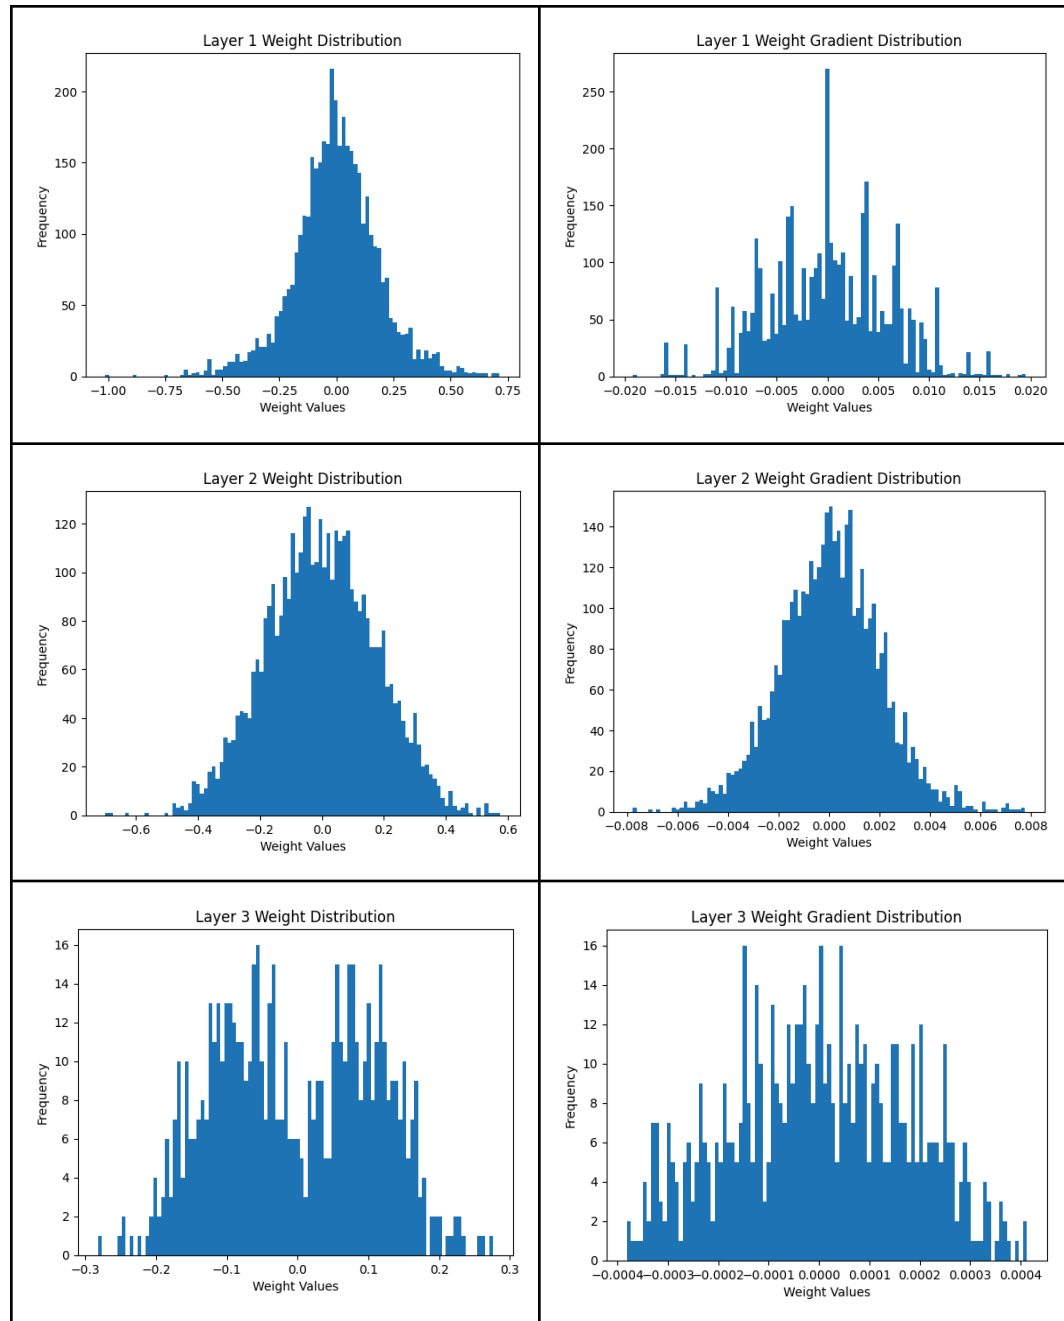 Layer 1 Weight Distribution
Frequency
200
150
100
50
0
−1.00 −0.75 −0.50 −0.25 0.00 0.25 0.50 0.75
Weight Values
Layer 1 Weight Gradient Distribution
Frequency
250
200
150
100
50
0
−0.020 −0.015 −0.010 −0.005 0.000 0.005 0.010 0.015 0.020
Weight Values
Layer 2 Weight Distribution
Frequency
120
100
80
60
40
20
0
−0.6 −0.4 −0.2 0.0 0.2 0.4 0.6
Weight Values
Layer 2 Weight Gradient Distribution
Frequency
140
120
100
80
60
40
20
0
−0.008 −0.006 −0.004 −0.002 0.000 0.002 0.004 0.006 0.008
Weight Values
Layer 3 Weight Distribution
Frequency
16
14
12
10
8
6
4
2
0
−0.3 −0.2 −0.1 0.0 0.1 0.2 0.3
Weight Values
Layer 3 Weight Gradient Distribution
Frequency
16
14
12
10
8
6
4
2
0
−0.0004 −0.0003 −0.0002 −0.0001 0.0000 0.0001 0.0002 0.0003 0.0004
Weight Values